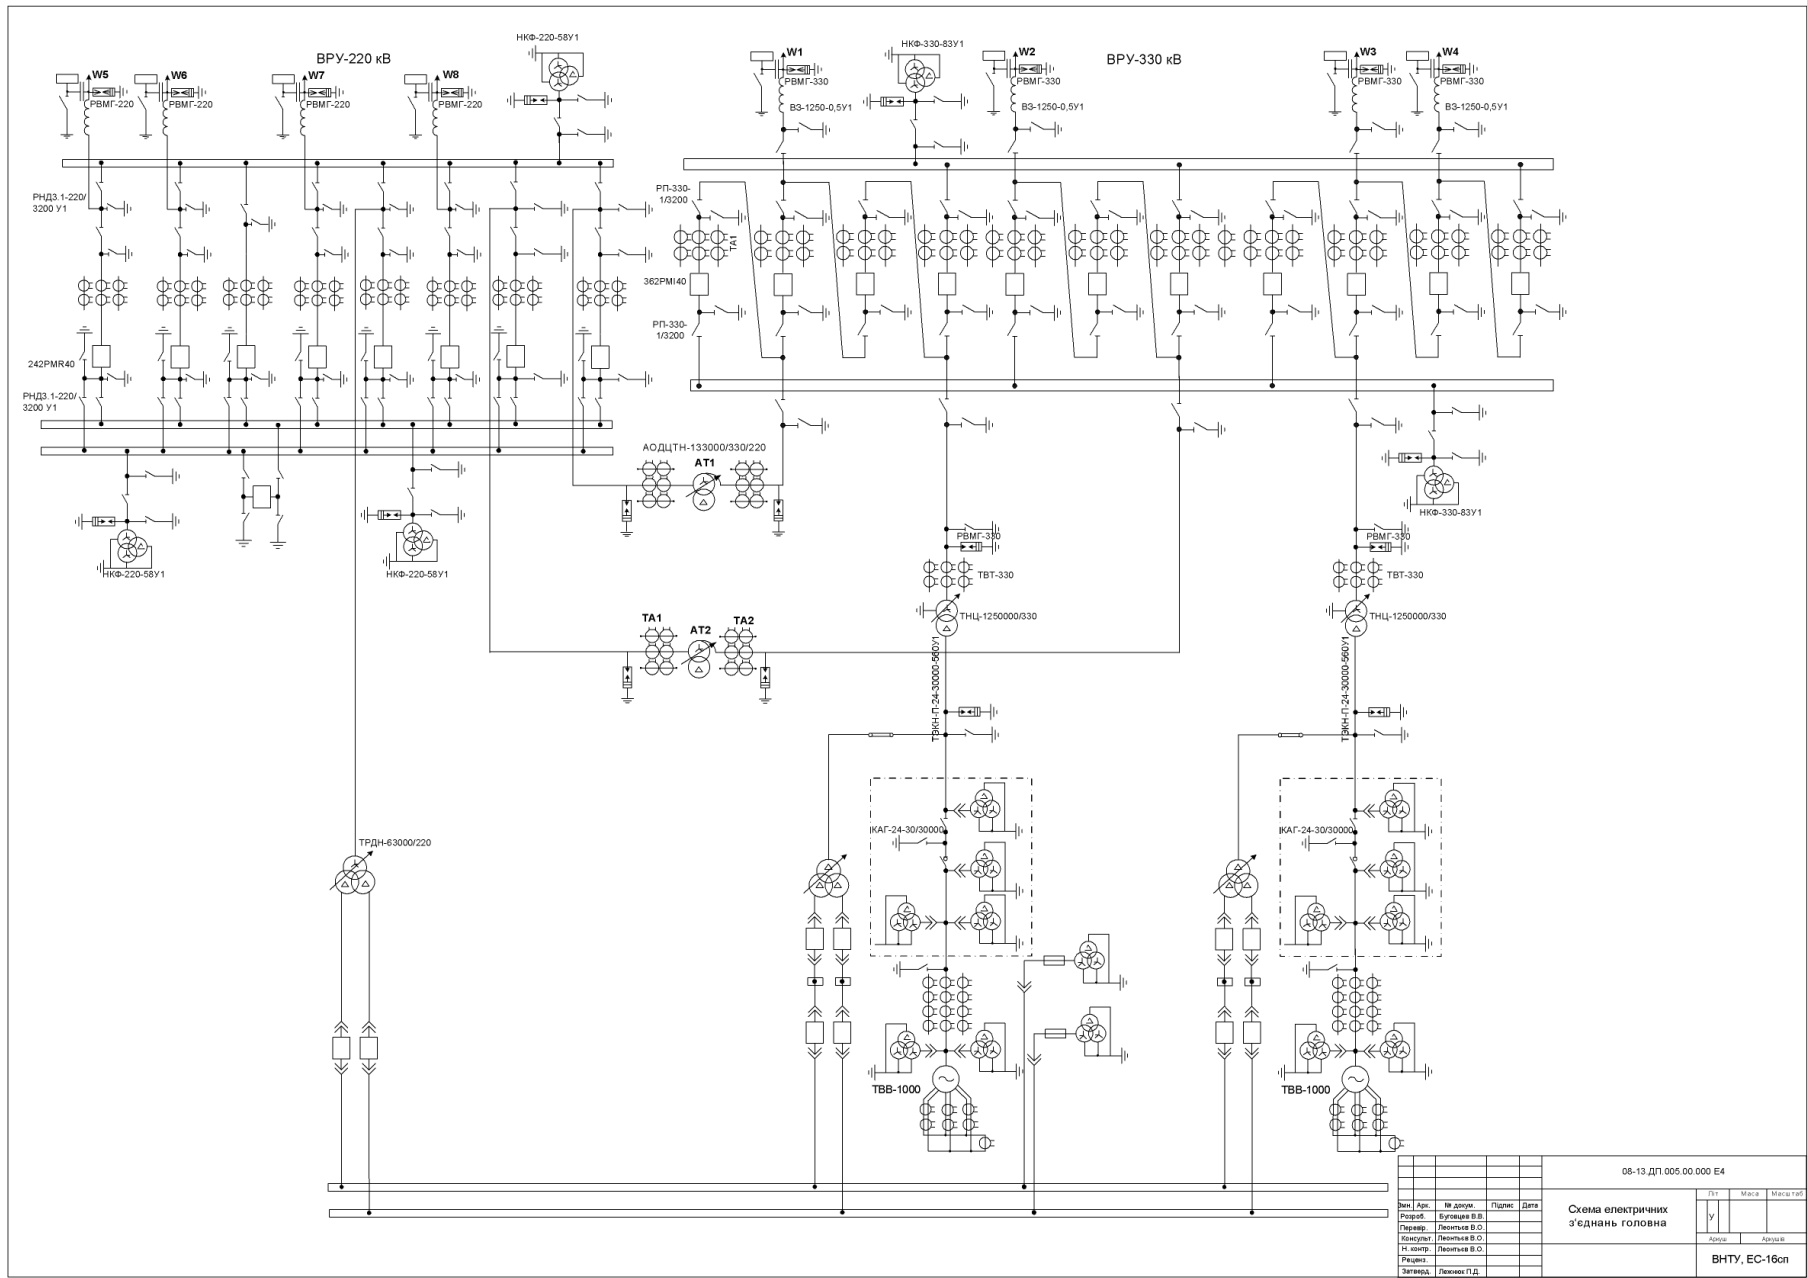 НКФ-220-58У1
НКФ-330-83У1
ВРУ-220 кВ
ВРУ-330 кВ
W5
W6
W7
W8
W1
W2
W3
W4
РВМГ-220
РВМГ-220
РВМГ-220
РВМГ-220
РВМГ-330
РВМГ-330
РВМГ-330
РВМГ-330
ВЗ-1250-0,5У1
ВЗ-1250-0,5У1
ВЗ-1250-0,5У1
РНДЗ.1-220/
3200 У1
РП-330-
1/3200
ТА1
362PMI40
РП-330-
1/3200
242PMR40
РНДЗ.1-220/
3200 У1
АОДЦТН-133000/330/220
АТ1
НКФ-220-58У1
НКФ-220-58У1
НКФ-330-83У1
РВМГ-330
РВМГ-330
ТВТ-330
ТВТ-330
ТНЦ-1250000/330
ТНЦ-1250000/330
ТА1
АТ2
ТА2
ТЭКН-П-24-30000-560У1
ТЭКН-П-24-30000-560У1
ТРДН-63000/220
КАГ-24-30/30000
КАГ-24-30/30000
ТВВ-1000
ТВВ-1000
08-13.ДП.005.00.000 Е4
Схема електричних
з'єднань головна
Літ
Маса
Масштаб
У
Аркуш
Аркушів
ВНТУ, ЕС-16сп
Змн. Арк. № докум. Підпис Дата
Розроб. Буговцев В.В.
Перевір. Леонтьєв В.О.
Консульт. Леонтьєв В.О.
Н. контр. Леонтьєв В.О.
Реценз.
Затверд. Лежнюк П.Д.